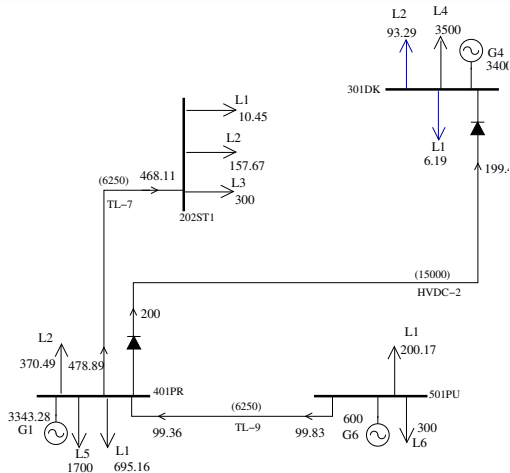 L2
93.29
L4
3500
G4
3400
301DK
L1
6.19
199.4
L1
10.45
L2
157.67
L3
300
(6250)
468.11
TL-7
202ST1
(15000)
HVDC-2
200
L2
370.49
478.89
401PR
3343.28
G1
L5
1700
L1
695.16
(6250)
99.36
TL-9
99.83
L1
200.17
501PU
600
G6
300
L6